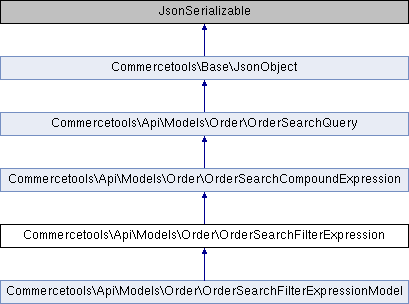 JsonSerializable
Commercetools\Base\JsonObject
Commercetools\Api\Models\Order\OrderSearchQuery
Commercetools\Api\Models\Order\OrderSearchCompoundExpression
Commercetools\Api\Models\Order\OrderSearchFilterExpression
Commercetools\Api\Models\Order\OrderSearchFilterExpressionModel